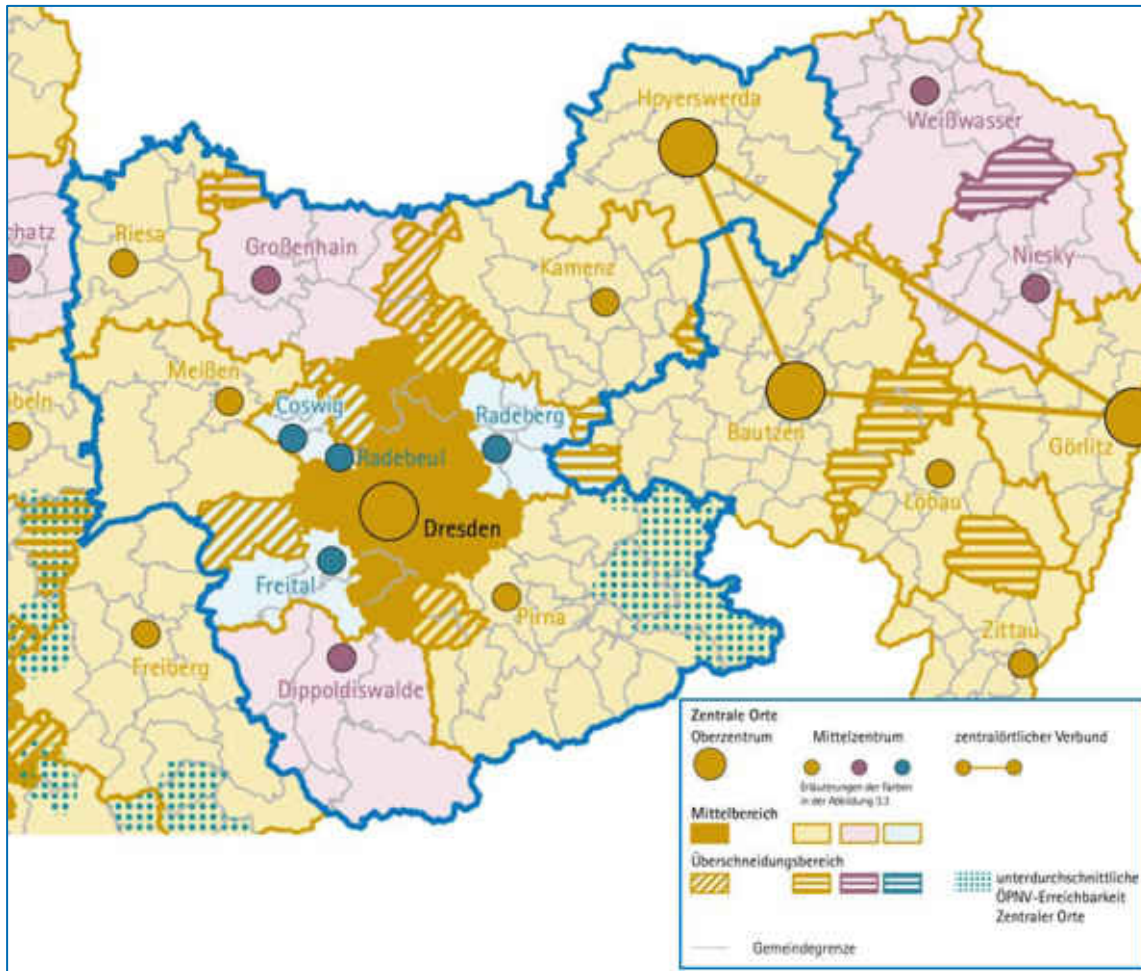 Hoyerswerda
Weißwasser
chatz
Riesa
Großenhain
Kamenz
Niesky
Meißen
beln
Coswig
Radeberg
Radebeul
Bautzen
Görlitz
Löbau
Dresden
Freital
Pirna
Freiberg
Dippoldiswalde
Zittau
Zentrale Orte
Oberzentrum
Mittelzentrum
zentralörtlicher Verbund
Erläuterungen der Farben
in der Abbildung 3.3
Mittelbereich
Überschneidungsbereich
unterdurchschnittliche
ÖPNV-Erreichbarkeit
Zentraler Orte
Gemeindegrenze